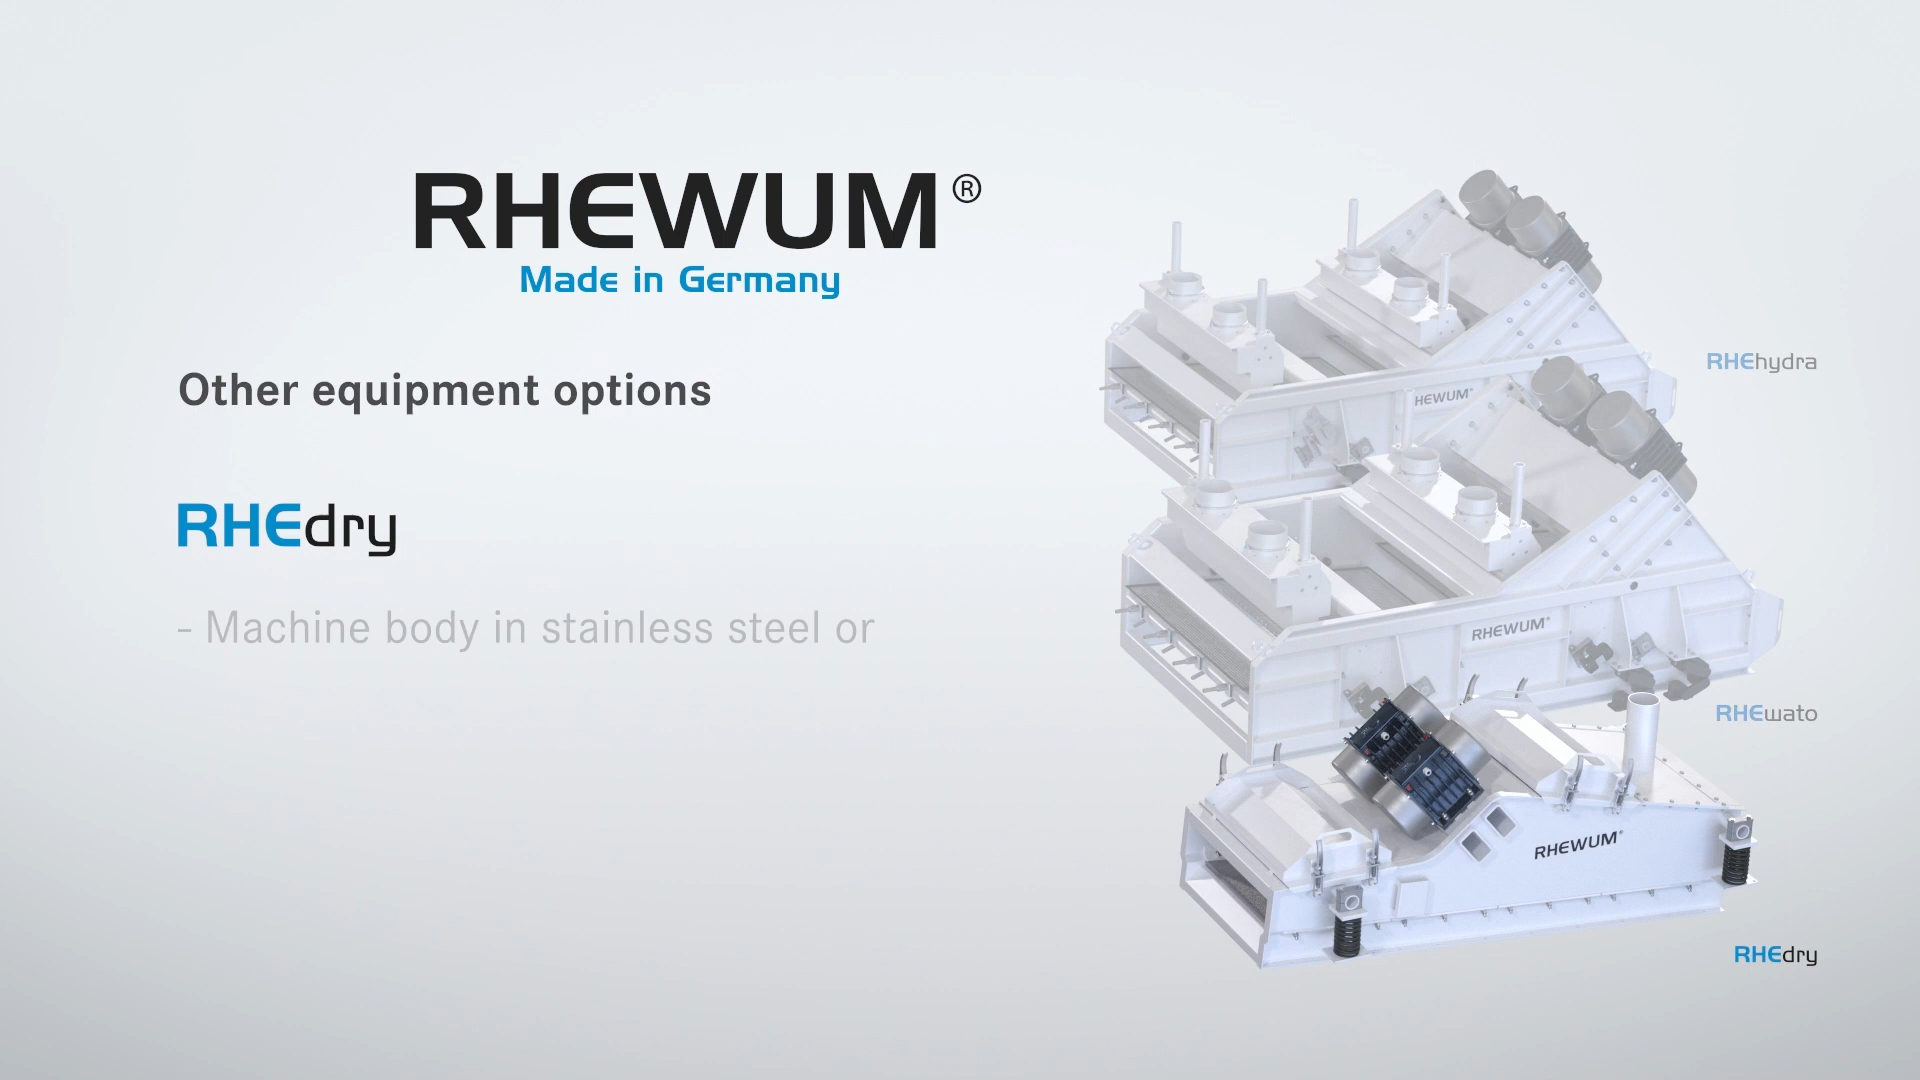 RHEWUM®
Made in Germany
Other equipment options
RHEdry
- Machine body in stainless steel or
RHEhydra
HEWUM®
RHEWUM®
RHEwato
RHEWUM®
RHEdry